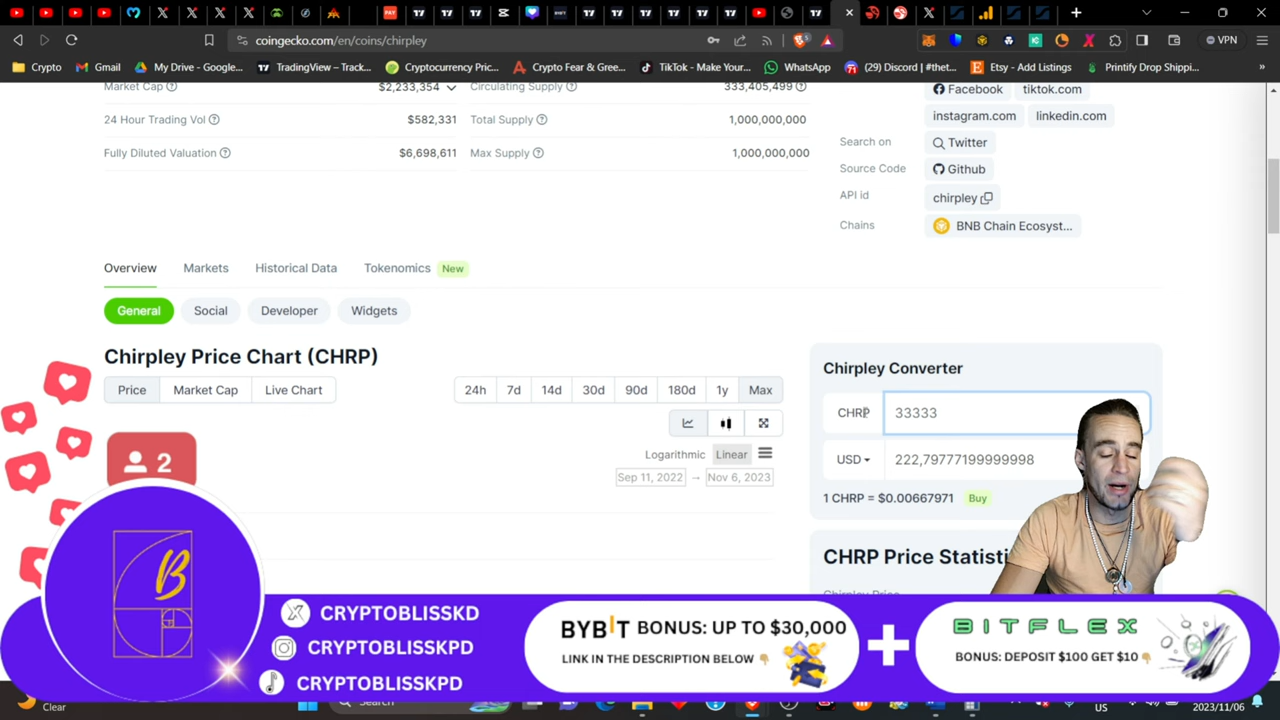 coingecko.com/en/coins/chirpley
VPN
Crypto
Gmail
My Drive - Google...
TradingView – Track...
Cryptocurrency Pric...
Crypto Fear & Gree...
TikTok - Make Your...
WhatsApp
(29) Discord | #thet...
Etsy - Add Listings
Printify Drop Shippi...
Market Cap $2,233,354
Circulating Supply 333,405,499
24 Hour Trading Vol $582,331
Total Supply 1,000,000,000
Fully Diluted Valuation $6,698,611
Max Supply 1,000,000,000
Facebook tiktok.com
instagram.com linkedin.com
Search on Twitter
Source Code Github
API id chirpley
Chains BNB Chain Ecosyst...
Overview Markets Historical Data Tokenomics New
General Social Developer Widgets
Chirpley Price Chart (CHRP)
Price Market Cap Live Chart
24h 7d 14d 30d 90d 180d 1y Max
Logarithmic Linear
Sep 11, 2022 → Nov 6, 2023
Chirpley Converter
CHRP 33333
USD 222,79777199999998
1 CHRP = $0.00667971 Buy
CHRP Price Statisti
2
B
CRYPTOBLISSKD
CRYPTOBLISSKPD
CRYPTOBLISSKPD
BYBIT BONUS: UP TO $30,000
LINK IN THE DESCRIPTION BELOW
+
BITFLEX
BONUS: DEPOSIT $100 GET $10
Clear
Search
US
2023/11/06